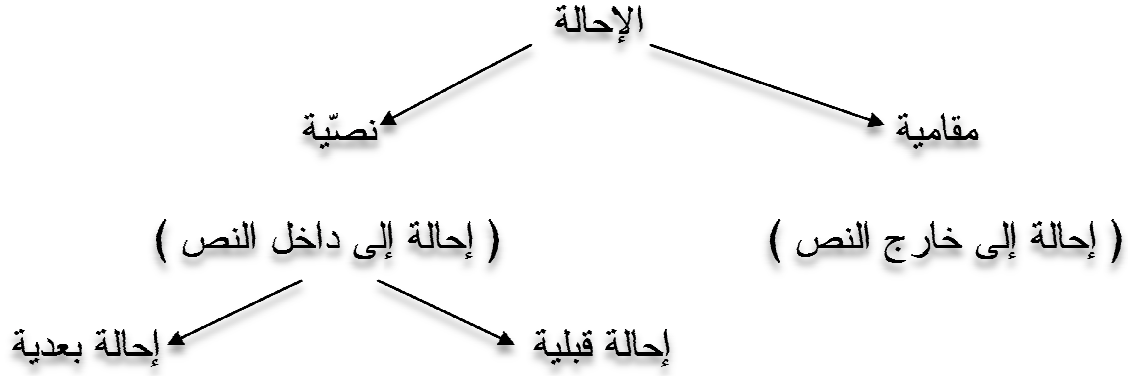 الإحالة
مقامية
نصّية
( إحالة إلى خارج النص )
( إحالة إلى داخل النص )
إحالة قبلية
إحالة بعدية